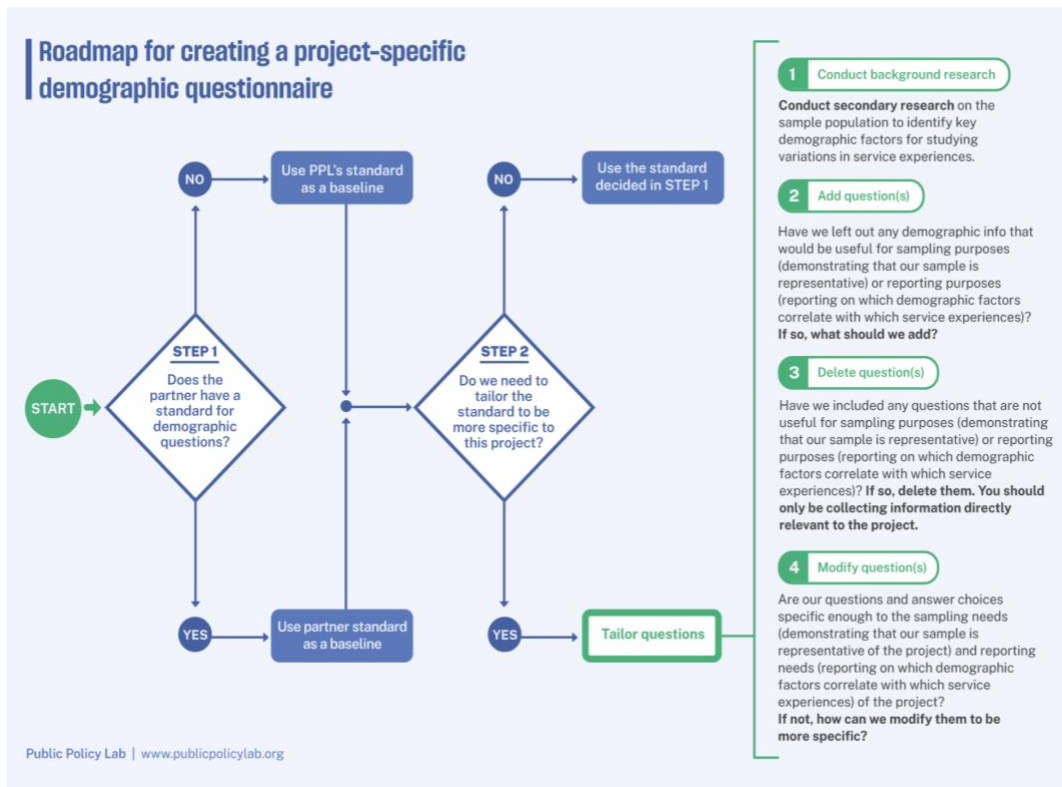 Roadmap for creating a project-specific
demographic questionnaire
START
STEP 1
Does the
partner have a
standard for
demographic
questions?
NO
Use PPL's standard
as a baseline
YES
Use partner standard
as a baseline
STEP 2
Do we need to
tailor the
standard to be
more specific to
this project?
NO
Use the standard
decided in STEP 1
YES
Tailor questions
1 Conduct background research
Conduct secondary research on the
sample population to identify key
demographic factors for studying
variations in service experiences.
2 Add question(s)
Have we left out any demographic info that
would be useful for sampling purposes
(demonstrating that our sample is
representative) or reporting purposes
(reporting on which demographic factors
correlate with which service experiences)?
If so, what should we add?
3 Delete question(s)
Have we included any questions that are not
useful for sampling purposes (demonstrating
that our sample is representative) or reporting
purposes (reporting on which demographic
factors correlate with which service
experiences)? If so, delete them. You should
only be collecting information directly
relevant to the project.
4 Modify question(s)
Are our questions and answer choices
specific enough to the sampling needs
(demonstrating that our sample is
representative of the project) and reporting
needs (reporting on which demographic
factors correlate with which service
experiences) of the project?
If not, how can we modify them to be
more specific?
Public Policy Lab | www.publicpolicylab.org